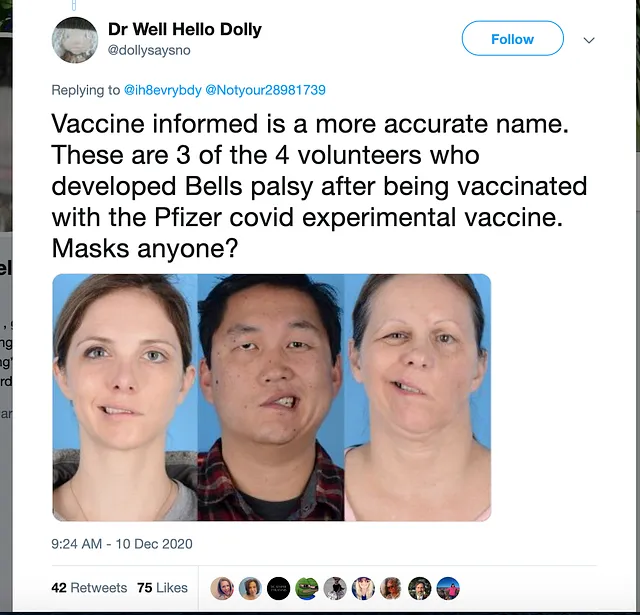 Dr Well Hello Dolly
@dollysaysno
Follow
Replying to @ih8evrybdy @Notyour28981739
Vaccine informed is a more accurate name.
These are 3 of the 4 volunteers who
developed Bells palsy after being vaccinated
with the Pfizer covid experimental vaccine.
Masks anyone?
9:24 AM - 10 Dec 2020
42 Retweets 75 Likes